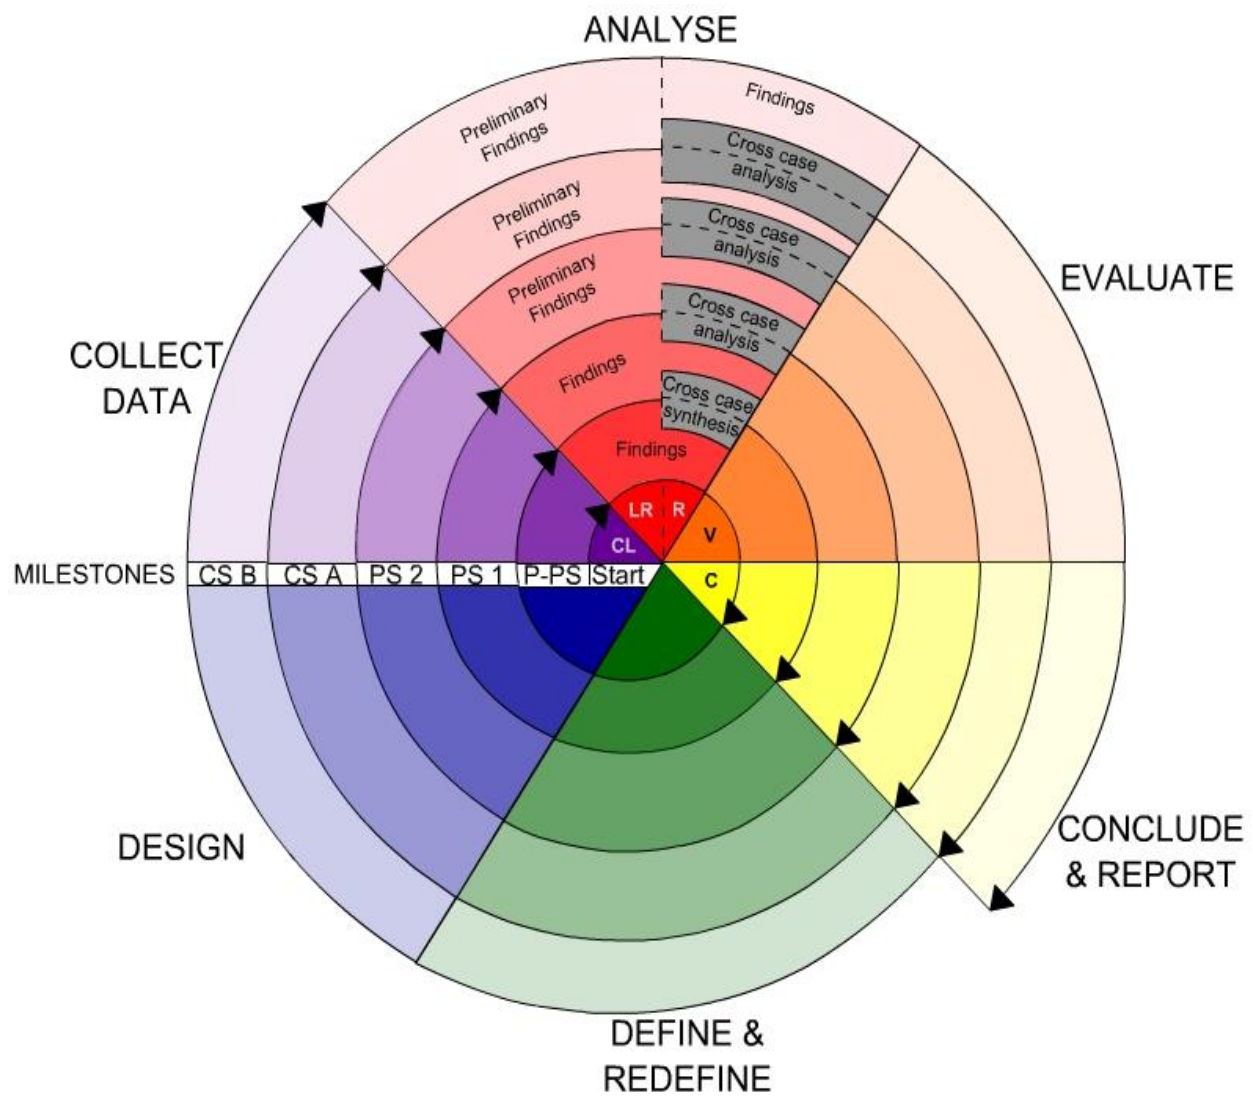 ANALYSE
Findings
Preliminary
Findings
Cross case
analysis
Preliminary
Findings
Cross case
analysis
EVALUATE
Preliminary
Findings
Cross case
analysis
COLLECT
DATA
Findings
Cross case
synthesis
Findings
LR R
V
CL
MILESTONES CS B CS A PS 2 PS 1 P-PS Start
C
DESIGN
CONCLUDE
& REPORT
DEFINE &
REDEFINE